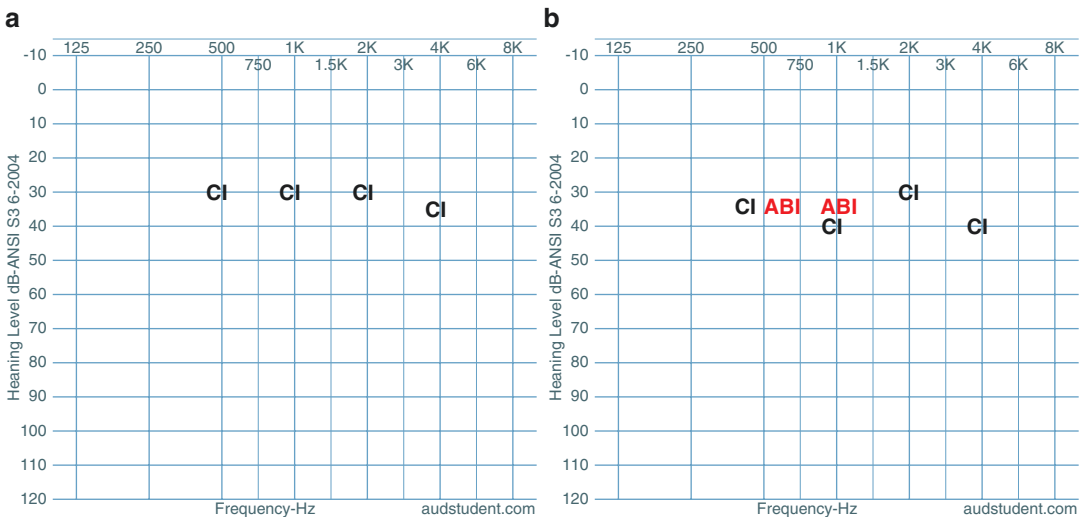 a
125 250 500 1K 2K 4K 8K
750 1.5K 3K 6K
-10
0
10
20
30
40
50
60
70
80
90
100
110
120
Heaning Level dB-ANSI S3 6-2004
CI CI CI
CI
Frequency-Hz audstudent.com
b
125 250 500 1K 2K 4K 8K
750 1.5K 3K 6K
-10
0
10
20
30
40
50
60
70
80
90
100
110
120
Heaning Level dB-ANSI S3 6-2004
CI
CI ABI ABI
CI CI
Frequency-Hz audstudent.com